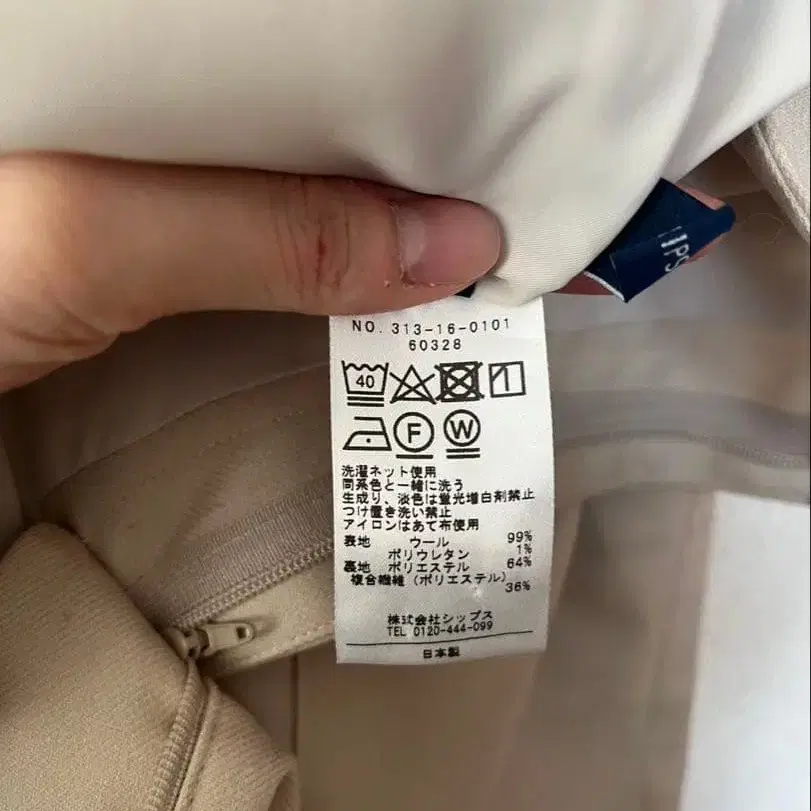 IPS
NO. 313-16-0101
60328
40
F W
洗濯ネット使用
同系色と一緒に洗う
生成り、淡色は蛍光増白剤禁止
つけ置き洗い禁止
アイロンはあて布使用
表地 ウール 99%
ポリウレタン 1%
裏地 ポリエステル 64%
複合繊維(ポリエステル)
36%
株式会社シップス
TEL 0120-444-099
日本製